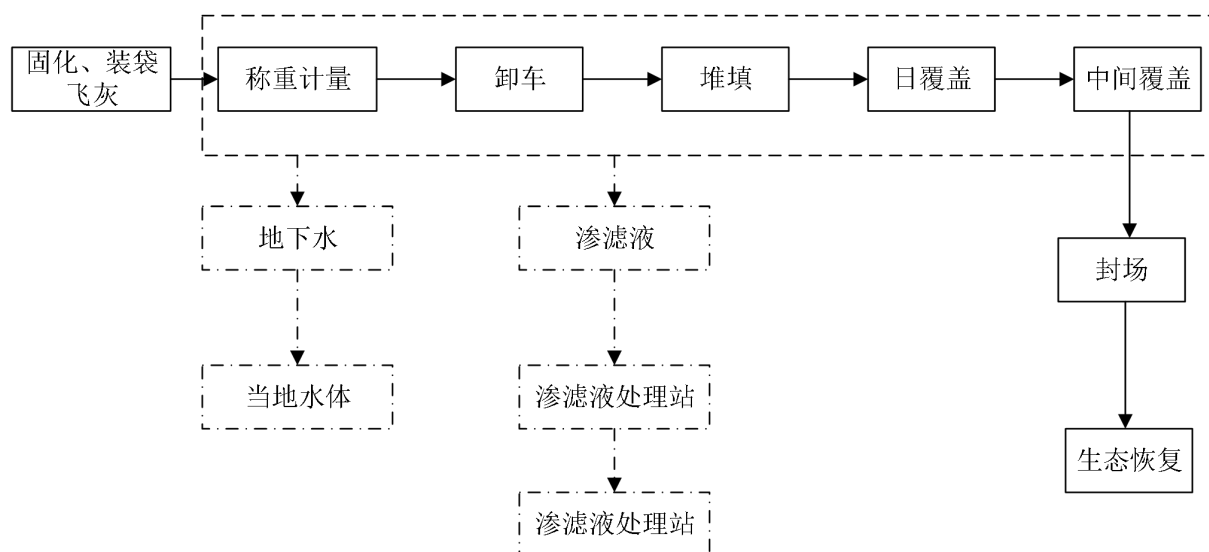 固化、装袋
飞灰
称重计量
卸车
堆填
日覆盖
中间覆盖
地下水
渗滤液
封场
当地水体
渗滤液处理站
生态恢复
渗滤液处理站